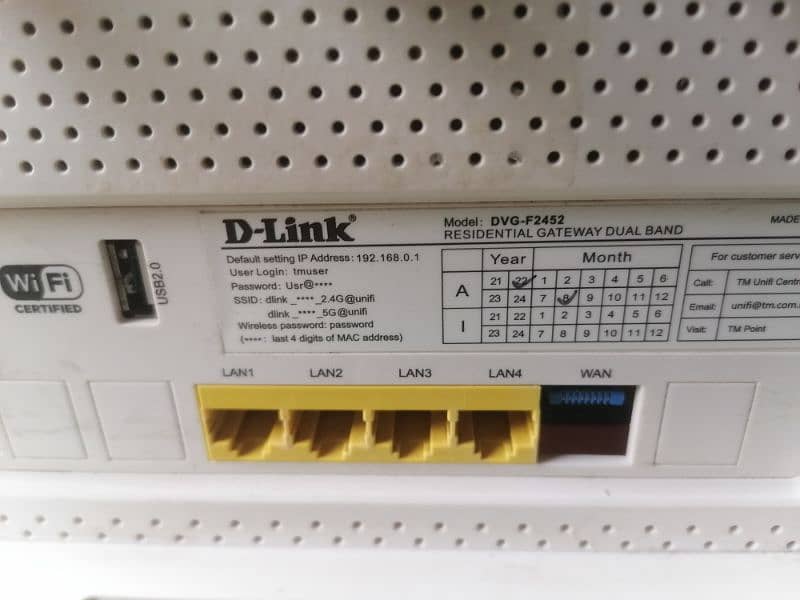 D-Link®
Default setting IP Address: 192.168.0.1
User Login: tmuser
Password: Usr@****
SSID: dlink _****_2.4G@unifi
dlink _****_5G@unifi
Wireless password: password
(****: last 4 digits of MAC address)
Model: DVG-F2452
RESIDENTIAL GATEWAY DUAL BAND
MADE
Year Month
A 21 22 1 2 3 4 5 6
23 24 7 8 9 10 11 12
I 21 22 1 2 3 4 5 6
23 24 7 8 9 10 11 12
For customer serv
Call: TM Unifi Centr
Email: unifi@tm.com.
Visit: TM Point
Wi Fi
CERTIFIED
USB2.0
LAN1 LAN2 LAN3 LAN4 WAN